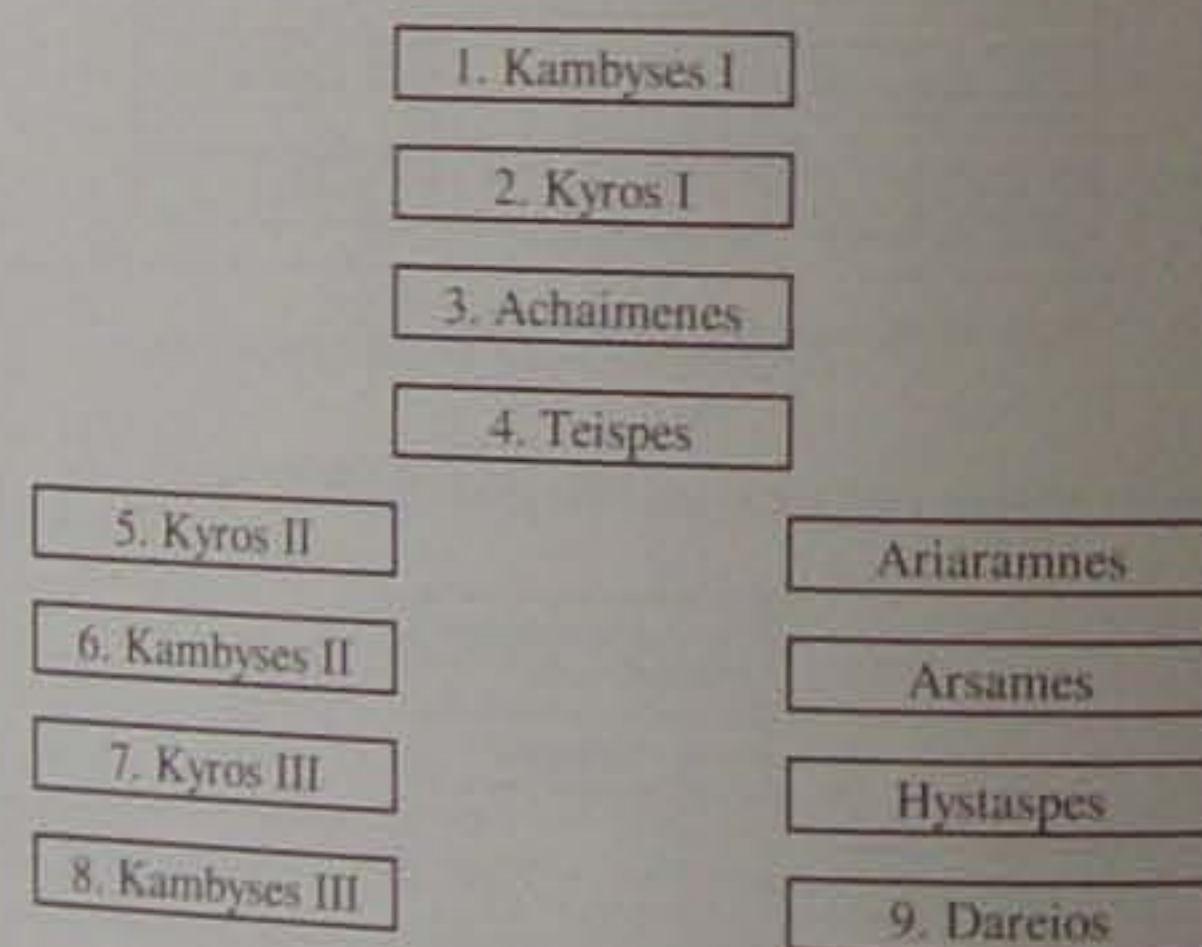 1. Kambyses I
2. Kyros I
3. Achaimenes
4. Teispes
5. Kyros II
6. Kambyses II
7. Kyros III
8. Kambyses III
Ariaramnes
Arsames
Hystaspes
9. Dareios